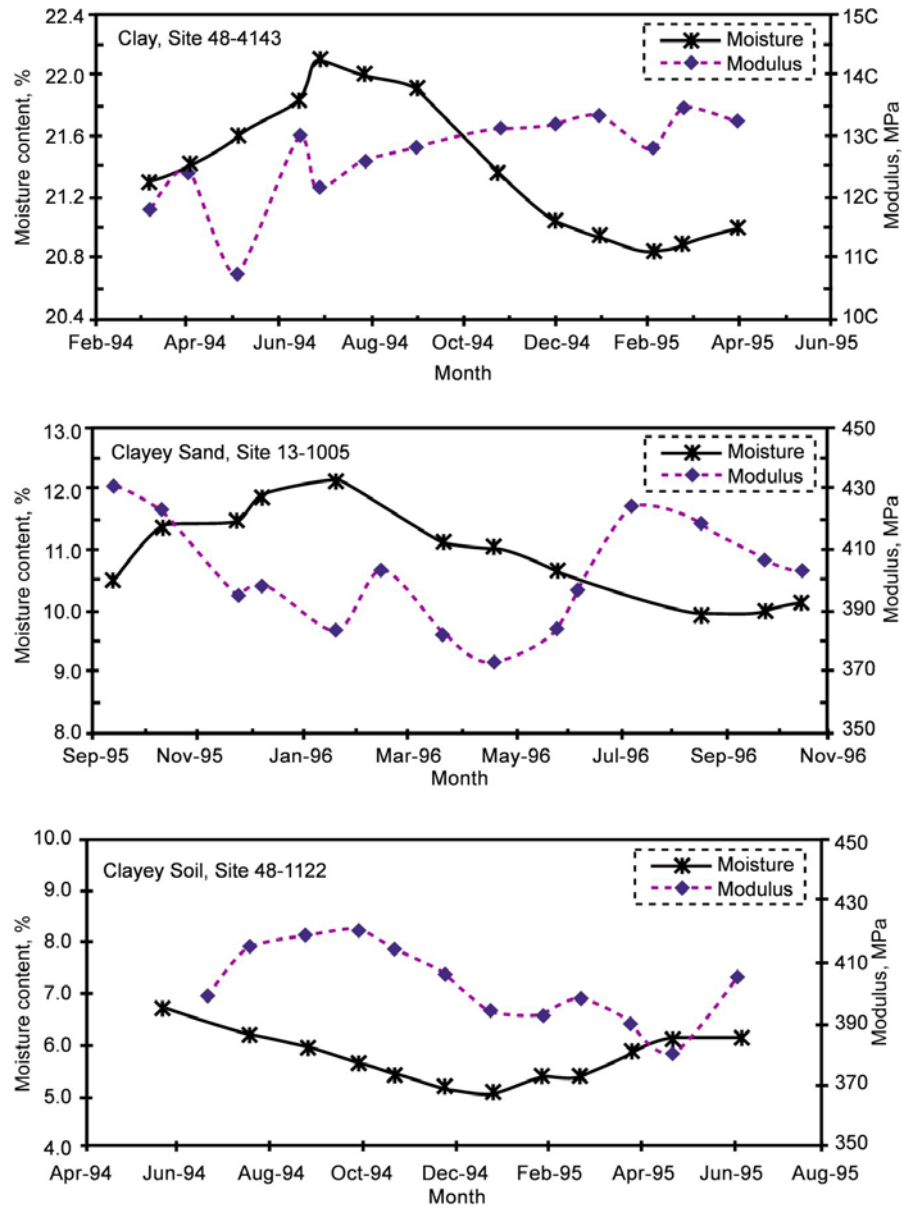 22.4
22.0
21.6
21.2
20.8
20.4
Moisture content, %
Clay, Site 48-4143
Moisture
Modulus
15C
14C
13C
12C
11C
10C
Modulus, MPa
Feb-94 Apr-94 Jun-94 Aug-94 Oct-94 Dec-94 Feb-95 Apr-95 Jun-95
Month
13.0
12.0
11.0
10.0
9.0
8.0
Moisture content, %
Clayey Sand, Site 13-1005
Moisture
Modulus
450
430
410
390
370
350
Modulus, MPa
Sep-95 Nov-95 Jan-96 Mar-96 May-96 Jul-96 Sep-96 Nov-96
Month
10.0
9.0
8.0
7.0
6.0
5.0
4.0
Moisture content, %
Clayey Soil, Site 48-1122
Moisture
Modulus
450
430
410
390
370
350
Modulus, MPa
Apr-94 Jun-94 Aug-94 Oct-94 Dec-94 Feb-95 Apr-95 Jun-95 Aug-95
Month